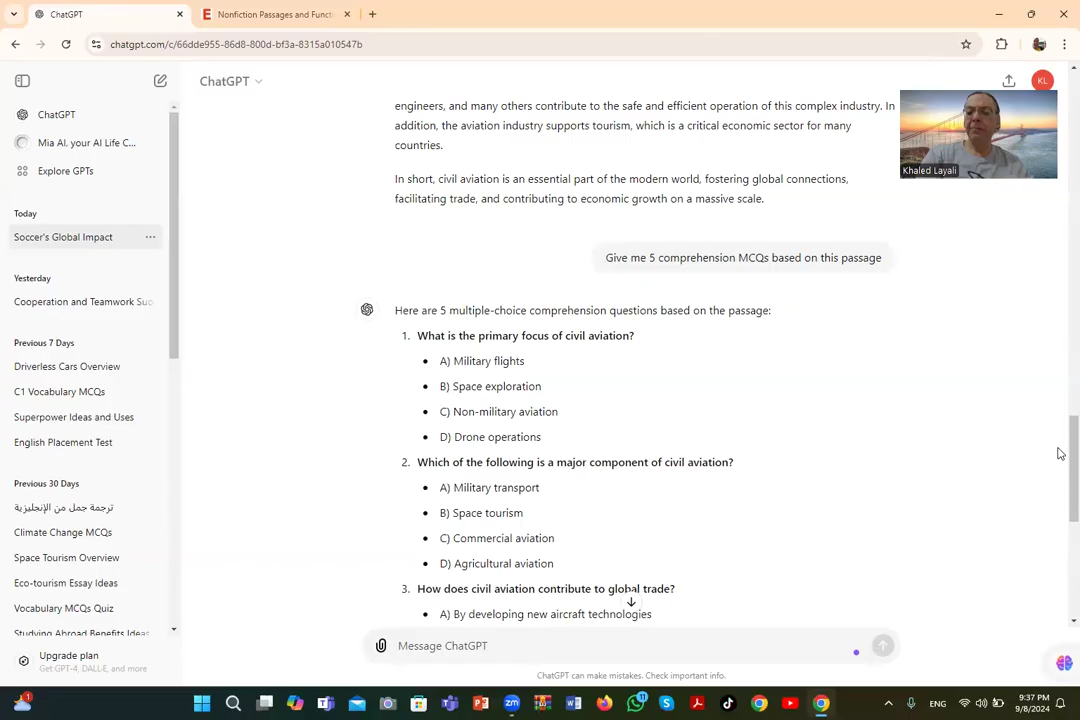 ChatGPT
Nonfiction Passages and Funct
chatgpt.com/c/66dde955-86d8-800d-bf3a-8315a010547b
ChatGPT
KL
ChatGPT
Mia AI, your AI Life C...
Explore GPTs
Today
Soccer's Global Impact
Yesterday
Cooperation and Teamwork Suc
Previous 7 Days
Driverless Cars Overview
C1 Vocabulary MCQs
Superpower Ideas and Uses
English Placement Test
Previous 30 Days
ترجمة جمل من الإنجليزية
Climate Change MCQs
Space Tourism Overview
Eco-tourism Essay Ideas
Vocabulary MCQs Quiz
Studying Abroad Benefits Ideas
Upgrade plan
Get GPT-4, DALL-E, and more
engineers, and many others contribute to the safe and efficient operation of this complex industry. In
addition, the aviation industry supports tourism, which is a critical economic sector for many
countries.
In short, civil aviation is an essential part of the modern world, fostering global connections,
facilitating trade, and contributing to economic growth on a massive scale.
Khaled Layali
Give me 5 comprehension MCQs based on this passage
Here are 5 multiple-choice comprehension questions based on the passage:
1. What is the primary focus of civil aviation?
A) Military flights
B) Space exploration
C) Non-military aviation
D) Drone operations
2. Which of the following is a major component of civil aviation?
A) Military transport
B) Space tourism
C) Commercial aviation
D) Agricultural aviation
3. How does civil aviation contribute to global trade?
A) By developing new aircraft technologies
Message ChatGPT
ChatGPT can make mistakes. Check important info.
1
11
ENG
9:37 PM
9/8/2024